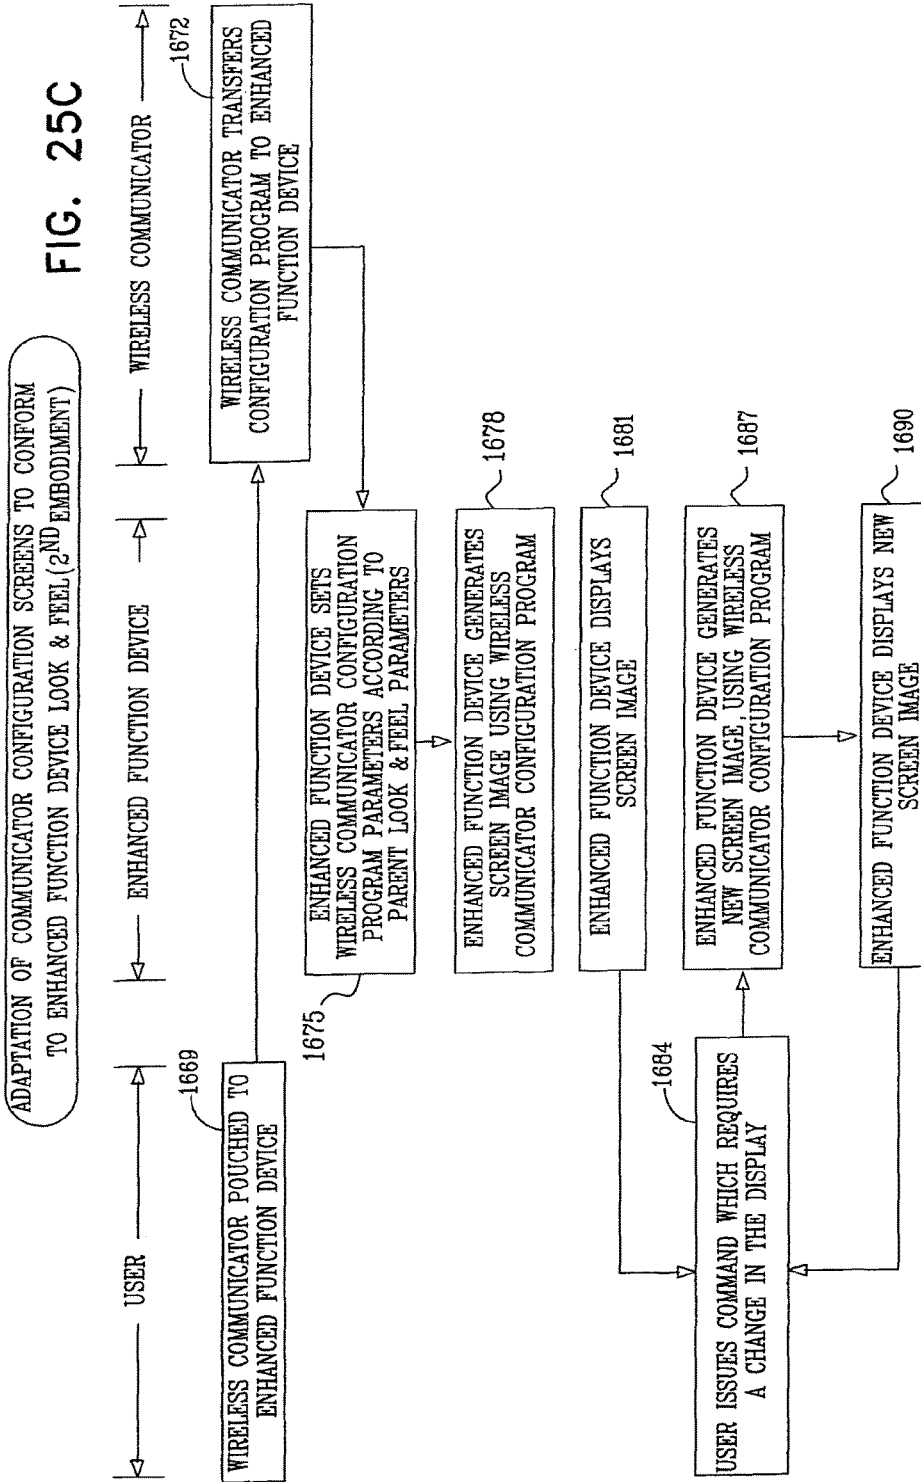 ADAPTATION OF COMMUNICATOR CONFIGURATION SCREENS TO CONFORM
TO ENHANCED FUNCTION DEVICE LOOK & FEEL(2ND EMBODIMENT)
FIG. 25C
USER
ENHANCED FUNCTION DEVICE
WIRELESS COMMUNICATOR
1669
WIRELESS COMMUNICATOR POUCHED TO
ENHANCED FUNCTION DEVICE
1672
WIRELESS COMMUNICATOR TRANSFERS
CONFIGURATION PROGRAM TO ENHANCED
FUNCTION DEVICE
1675
ENHANCED FUNCTION DEVICE SETS
WIRELESS COMMUNICATOR CONFIGURATION
PROGRAM PARAMETERS ACCORDING TO
PARENT LOOK & FEEL PARAMETERS
1678
ENHANCED FUNCTION DEVICE GENERATES
SCREEN IMAGE USING WIRELESS
COMMUNICATOR CONFIGURATION PROGRAM
1681
ENHANCED FUNCTION DEVICE DISPLAYS
SCREEN IMAGE
1684
USER ISSUES COMMAND WHICH REQUIRES
A CHANGE IN THE DISPLAY
1687
ENHANCED FUNCTION DEVICE GENERATES
NEW SCREEN IMAGE, USING WIRELESS
COMMUNICATOR CONFIGURATION PROGRAM
1690
ENHANCED FUNCTION DEVICE DISPLAYS NEW
SCREEN IMAGE